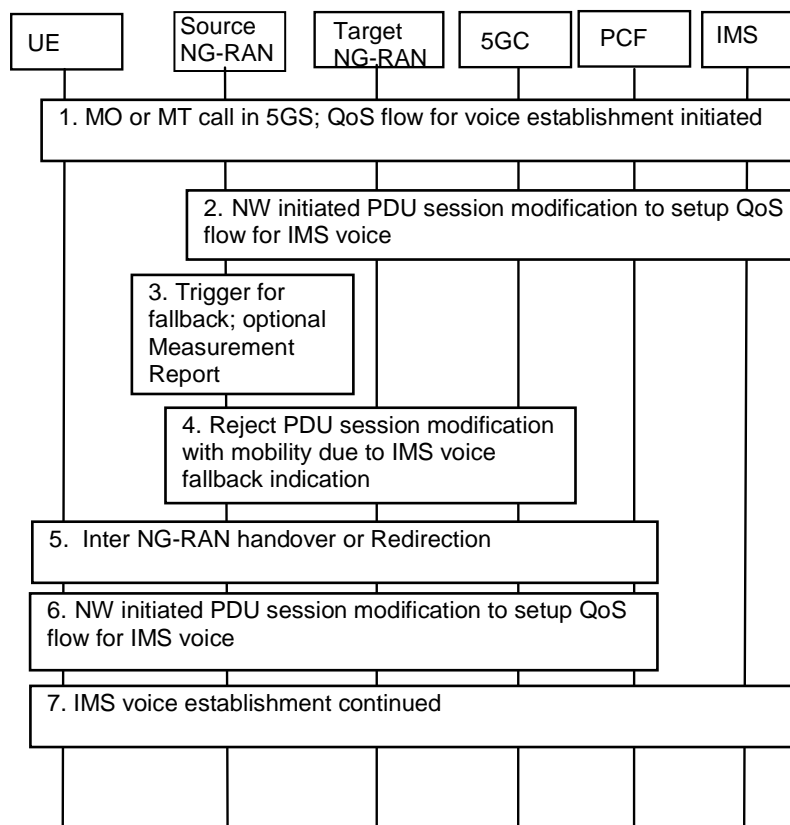 UE
Source
NG-RAN
Target
NG-RAN
5GC
PCF
IMS
1. MO or MT call in 5GS; QoS flow for voice establishment initiated
2. NW initiated PDU session modification to setup QoS
flow for IMS voice
3. Trigger for
fallback; optional
Measurement
Report
4. Reject PDU session modification
with mobility due to IMS voice
fallback indication
5. Inter NG-RAN handover or Redirection
6. NW initiated PDU session modification to setup QoS
flow for IMS voice
7. IMS voice establishment continued